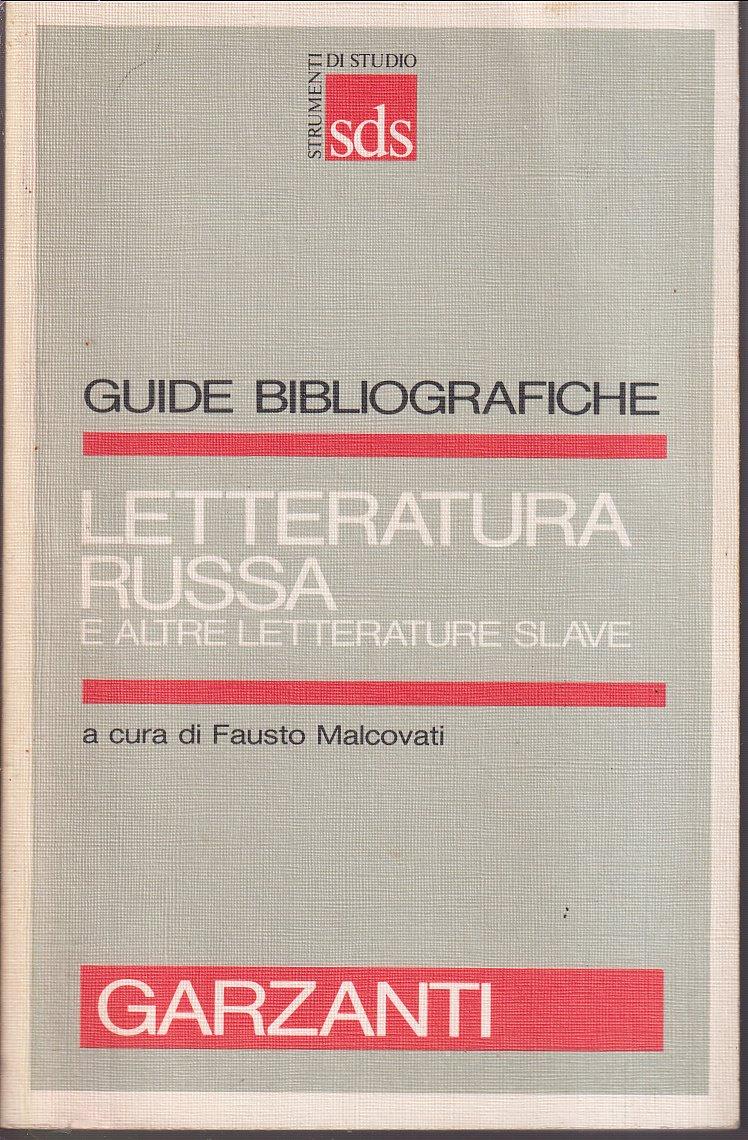 STRUMENTI
DI STUDIO
sds
GUIDE BIBLIOGRAFICHE
LETTERATURA
RUSSA
E ALTRE LETTERATURE SLAVE
a cura di Fausto Malcovati
GARZANTI